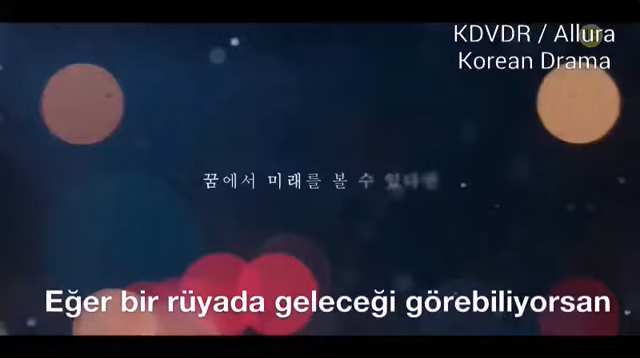 KDVDR / Allura
Korean Drama
꿈에서 미래를 볼 수 있다면
Eğer bir rüyada geleceği görebiliyorsan